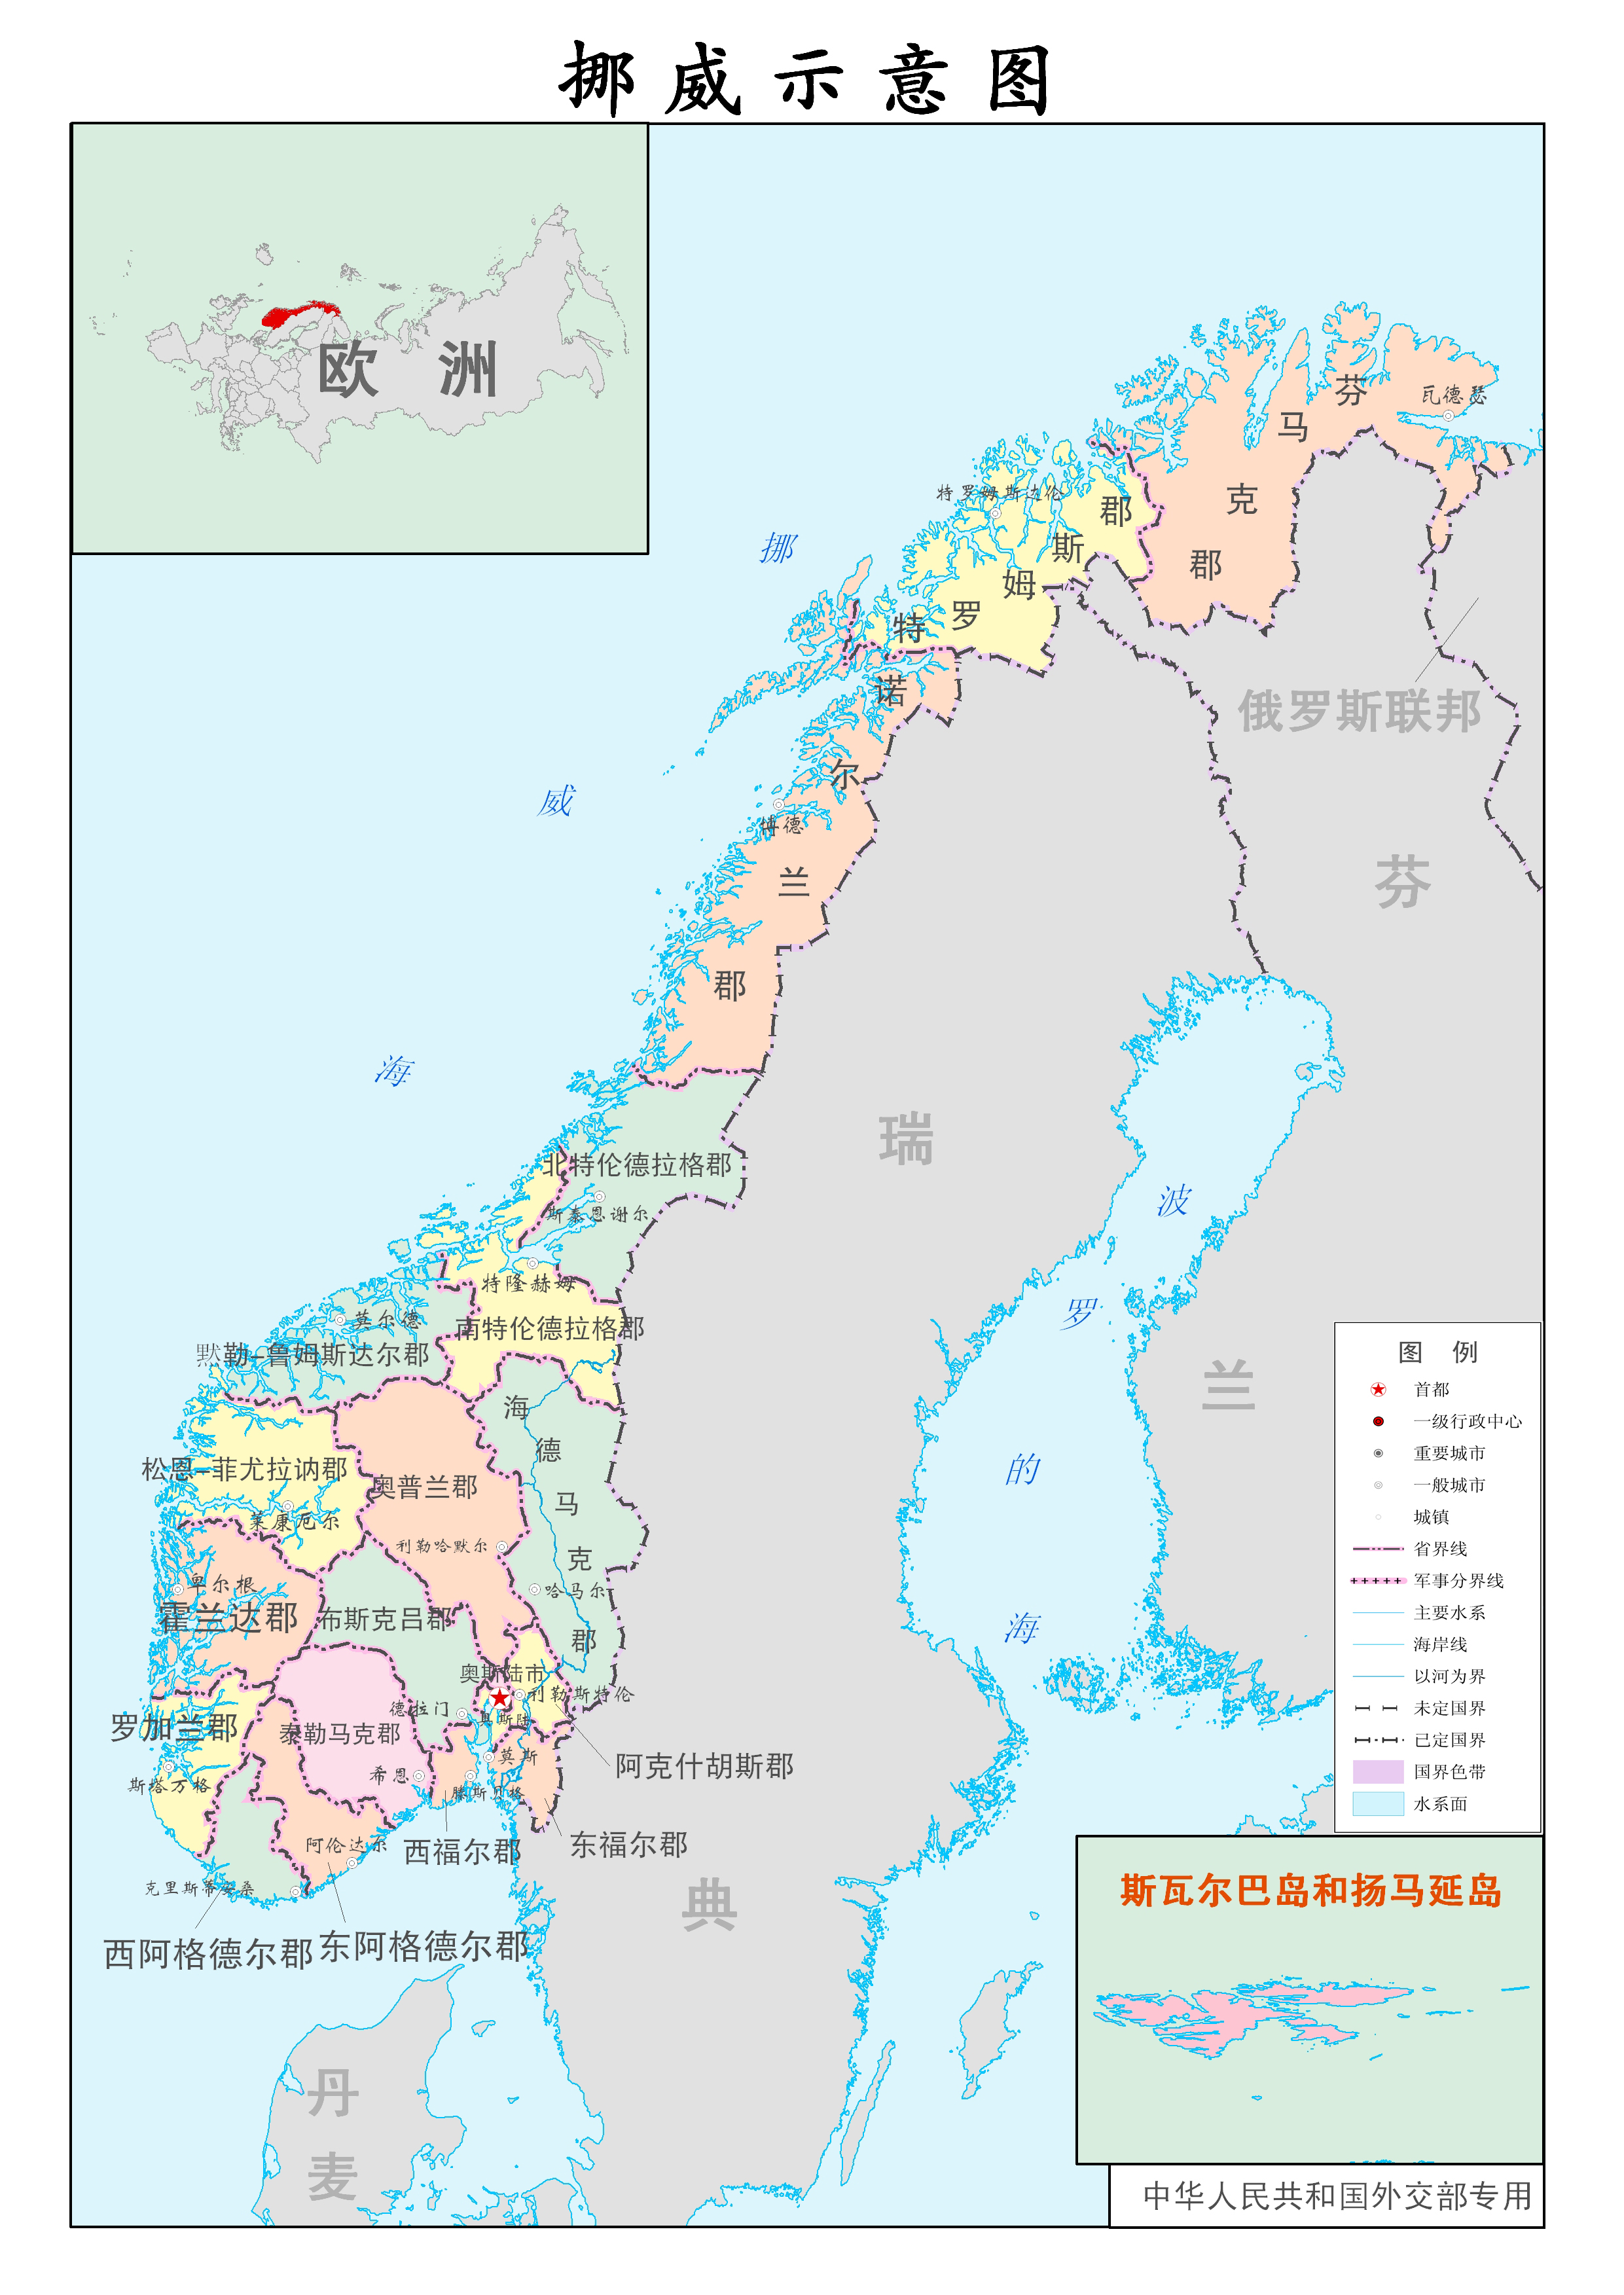 挪威示意图
欧 洲
芬马克郡
瓦德瑟
特罗姆斯达伦
特罗姆斯郡
挪威海
诺尔兰郡
博德
俄罗斯联邦
芬兰
瑞典
波罗的海
北特伦德拉格郡
斯泰恩谢尔
特隆赫姆
南特伦德拉格郡
莫尔德
默勒-鲁姆斯达尔郡
海德马克郡
松恩-菲尤拉讷郡
莱康厄尔
奥普兰郡
利勒哈默尔
哈马尔
卑尔根
霍兰达郡
布斯克吕郡
奥斯陆市
利勒斯特伦
德拉门
奥斯陆
罗加兰郡
泰勒马克郡
莫斯
阿克什胡斯郡
希恩
斯塔万格
滕斯贝格
阿伦达尔
西福尔郡
东福尔郡
克里斯蒂安桑
西阿格德尔郡
东阿格德尔郡
丹麦
图 例
首都
一级行政中心
重要城市
一般城市
城镇
省界线
军事分界线
主要水系
海岸线
以河为界
未定国界
已定国界
国界色带
水系面
斯瓦尔巴岛和扬马延岛
中华人民共和国外交部专用